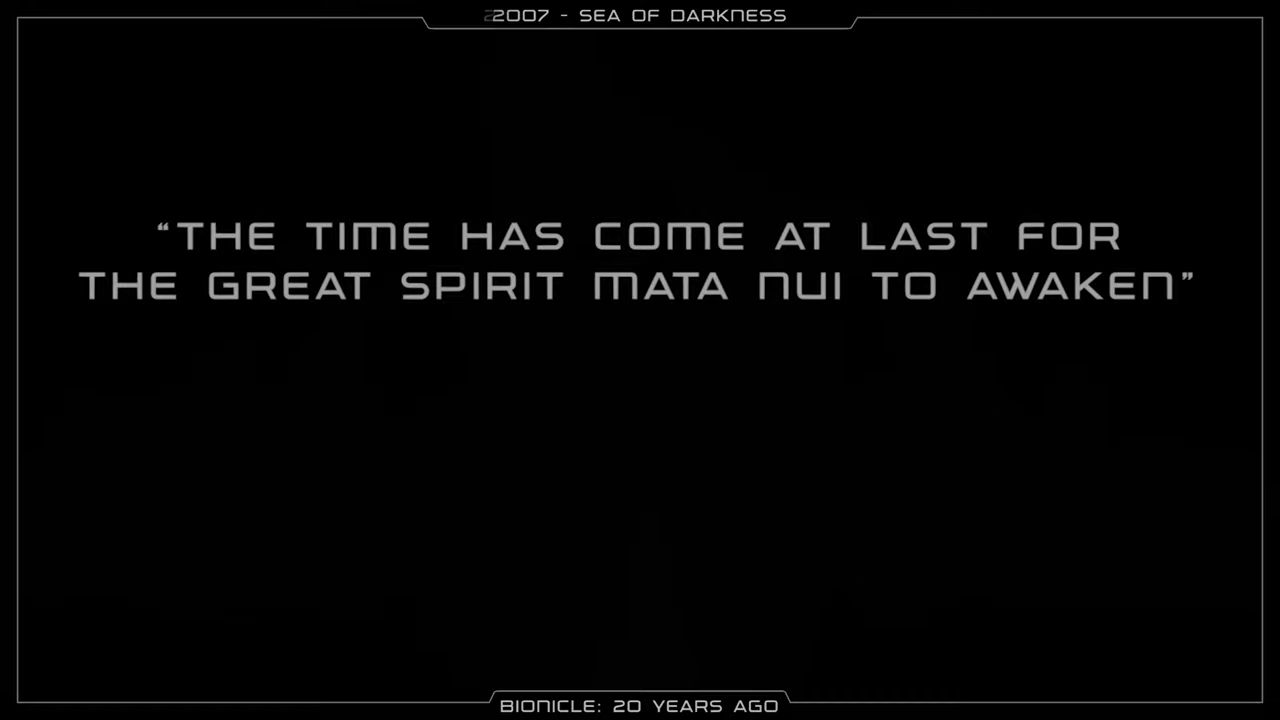 2007 - SEA OF DARKNESS
“THE TIME HAS COME AT LAST FOR
THE GREAT SPIRIT MATA NUI TO AWAKEN”
BIONICLE: 20 YEARS AGO